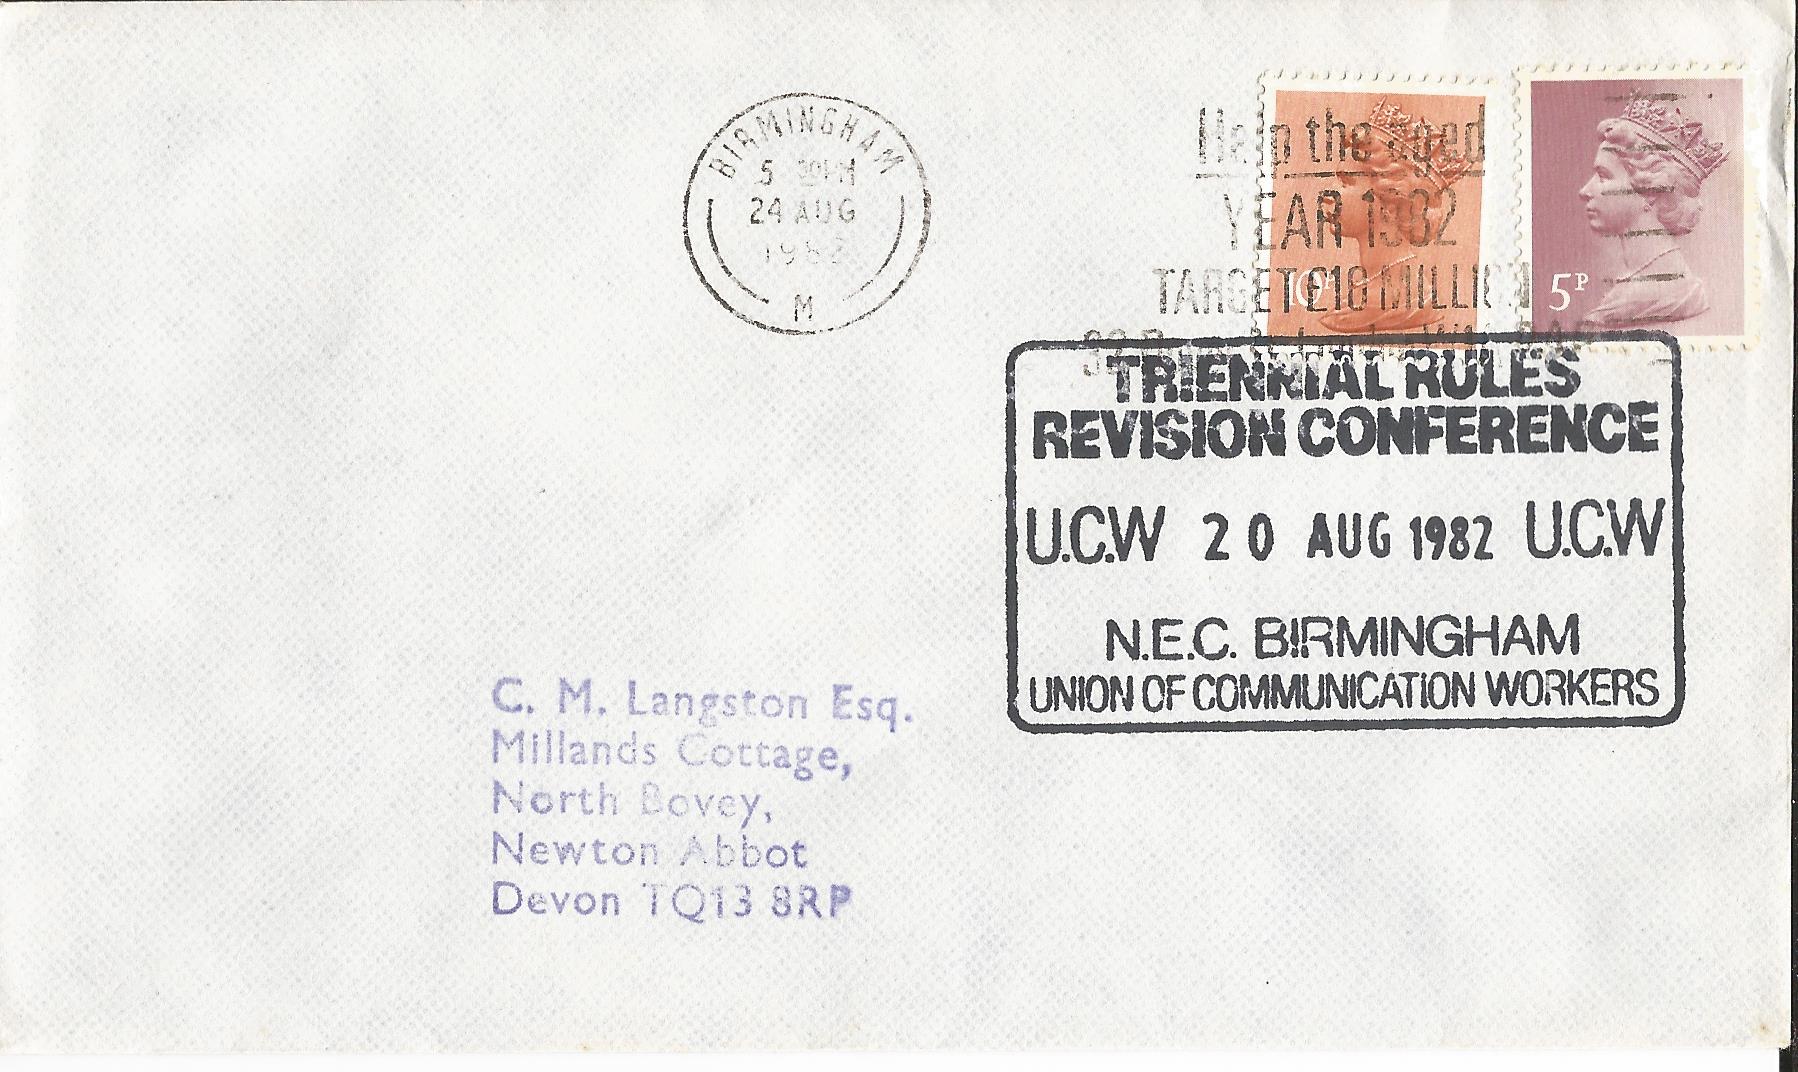 BIRMINGHAM
5 30PM
24 AUG
1982
M
Help the aged
YEAR 1982
TARGET £10 MILLION
10P
5P
TRIENNIAL RULES
REVISION CONFERENCE
U.C.W 20 AUG 1982 U.C.W
N.E.C. BIRMINGHAM
UNION OF COMMUNICATION WORKERS
C. M. Langston Esq.
Millands Cottage,
North Bovey,
Newton Abbot
Devon TQ13 8RP